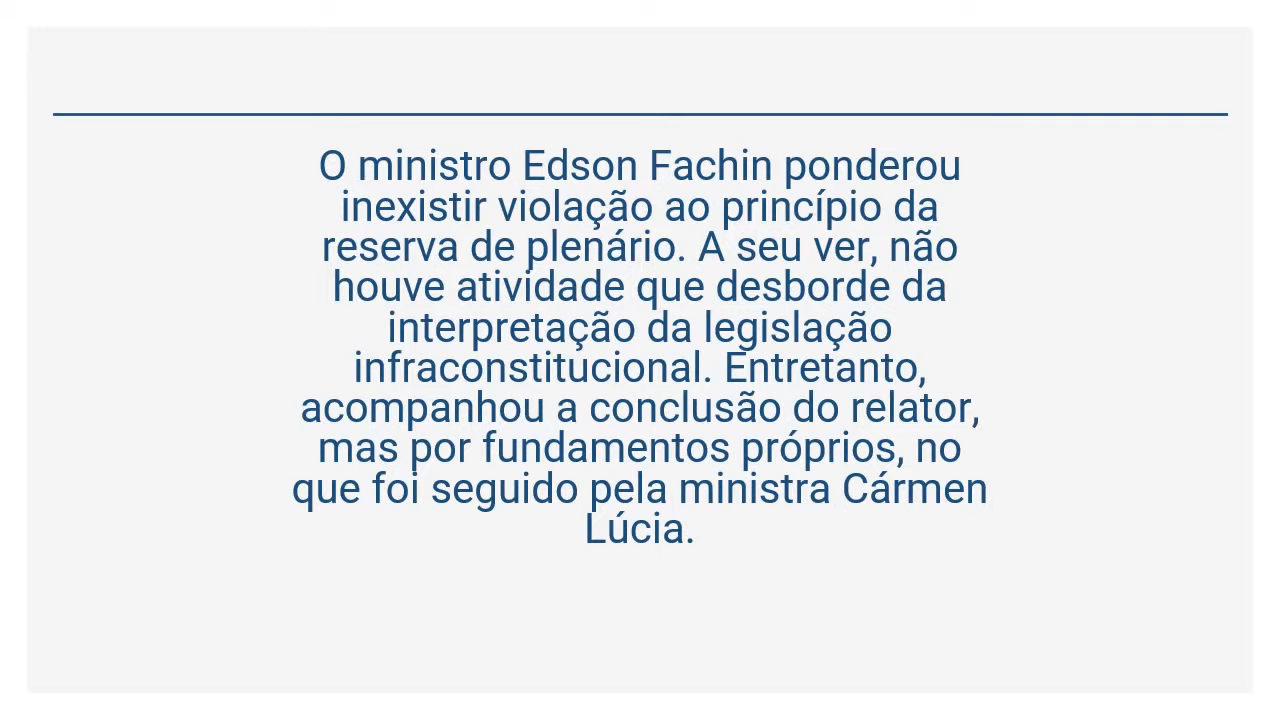 O ministro Edson Fachin ponderou
inexistir violação ao princípio da
reserva de plenário. A seu ver, não
houve atividade que desborde da
interpretação da legislação
infraconstitucional. Entretanto,
acompanhou a conclusão do relator,
mas por fundamentos próprios, no
que foi seguido pela ministra Cármen
Lúcia.